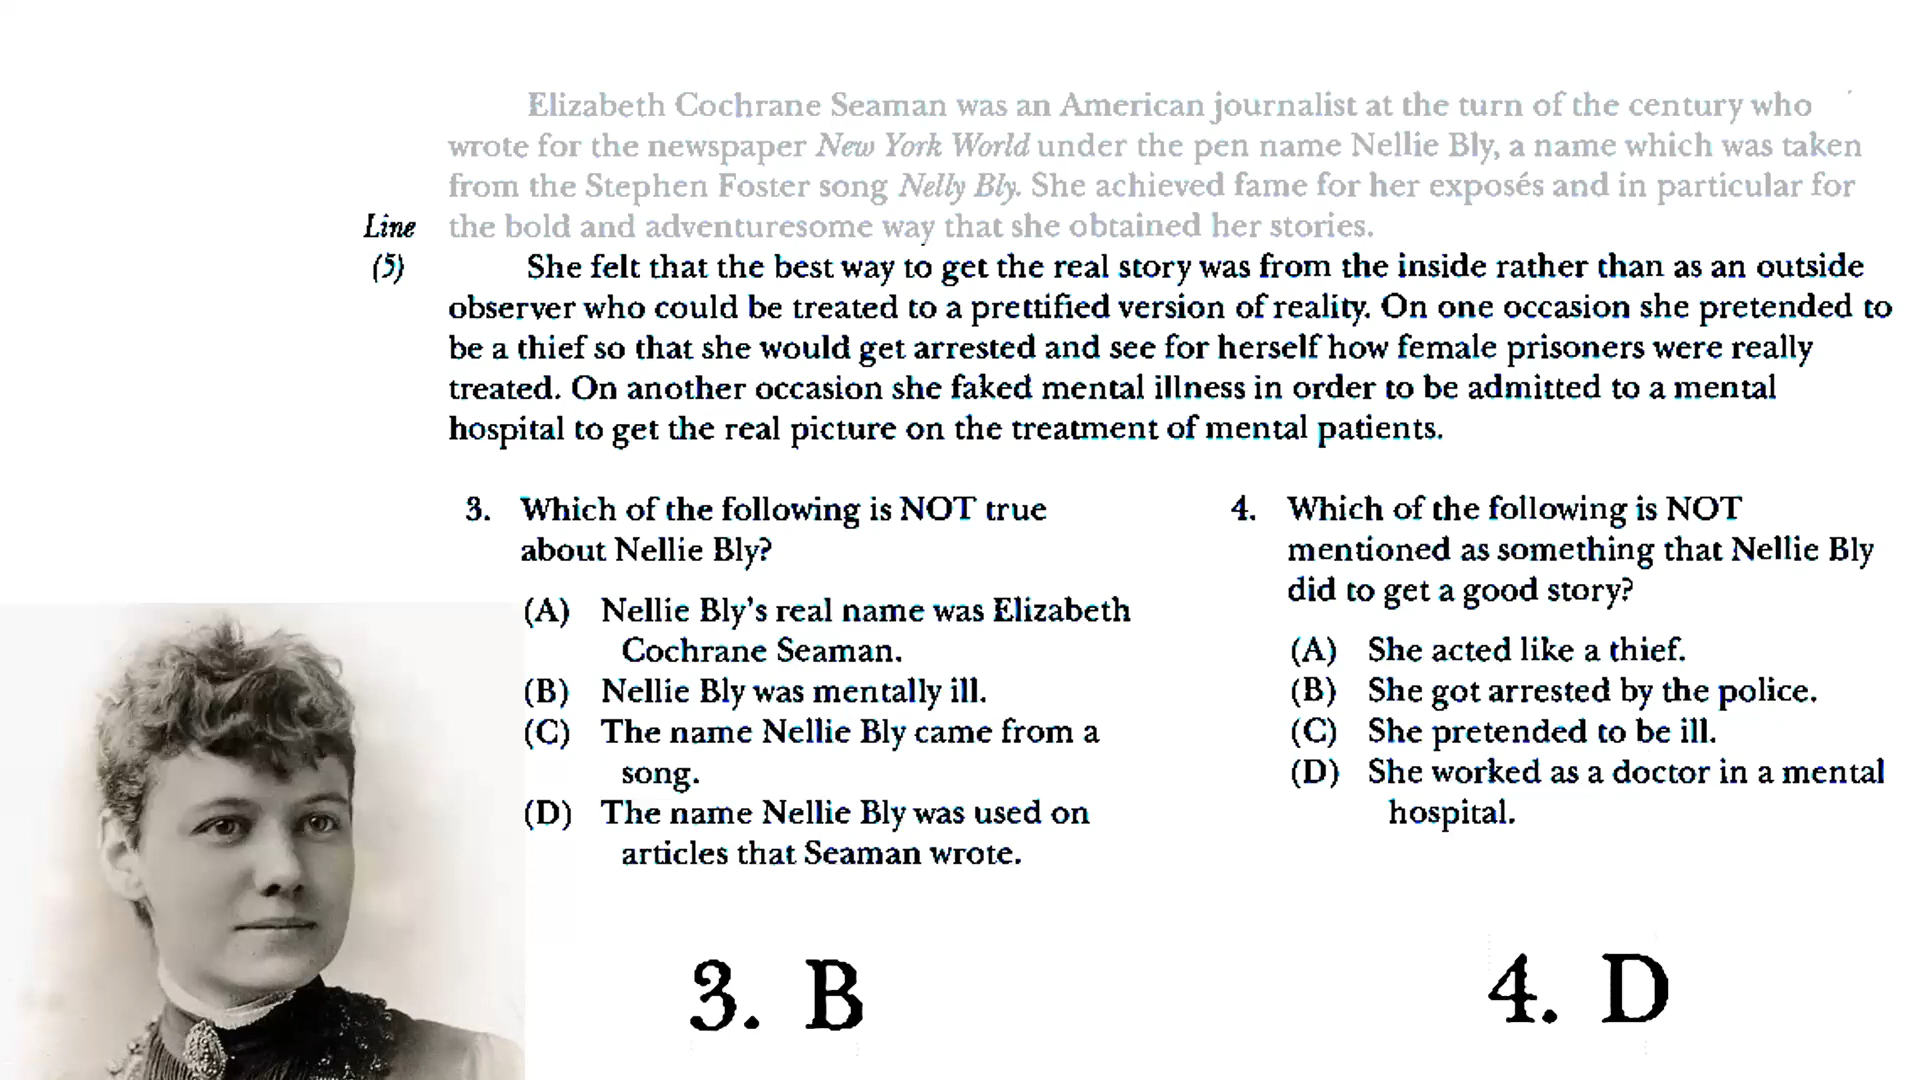 Elizabeth Cochrane Seaman was an American journalist at the turn of the century who
wrote for the newspaper New York World under the pen name Nellie Bly, a name which was taken
from the Stephen Foster song Nelly Bly. She achieved fame for her exposés and in particular for
Line the bold and adventuresome way that she obtained her stories.
(5) She felt that the best way to get the real story was from the inside rather than as an outside
observer who could be treated to a prettified version of reality. On one occasion she pretended to
be a thief so that she would get arrested and see for herself how female prisoners were really
treated. On another occasion she faked mental illness in order to be admitted to a mental
hospital to get the real picture on the treatment of mental patients.
3. Which of the following is NOT true
about Nellie Bly?
(A) Nellie Bly's real name was Elizabeth
Cochrane Seaman.
(B) Nellie Bly was mentally ill.
(C) The name Nellie Bly came from a
song.
(D) The name Nellie Bly was used on
articles that Seaman wrote.
3. B
4. Which of the following is NOT
mentioned as something that Nellie Bly
did to get a good story?
(A) She acted like a thief.
(B) She got arrested by the police.
(C) She pretended to be ill.
(D) She worked as a doctor in a mental
hospital.
4. D